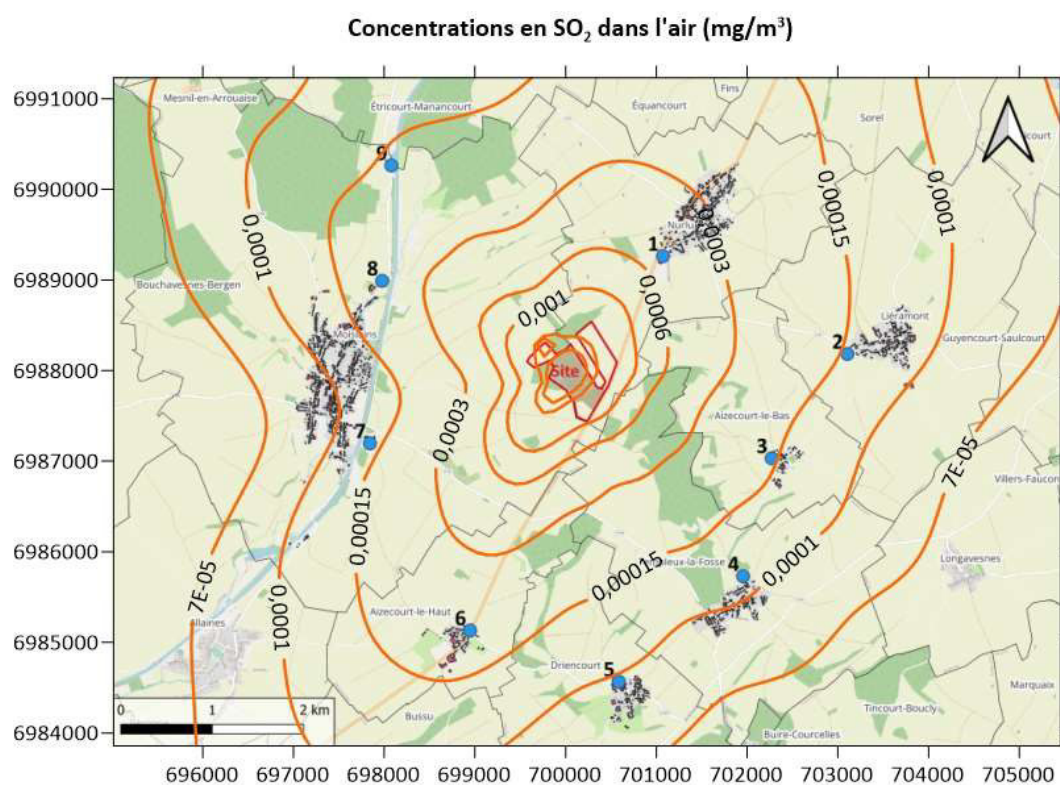 Concentrations en SO₂ dans l'air (mg/m³)
6991000
6990000
6989000
6988000
6987000
6986000
6985000
6984000
Mesnil-en-Arrouaise
Étricourt-Manancourt
Équancourt
Fins
Sorel
court
9
0,0001
0,0003
0,00015
0,0001
Nurlu
1
8
Bouchavesnes-Bergen
0,001
0,0006
Liéramont
2
Guyencourt-Saulcourt
Moislains
Site
Aizecourt-le-Bas
0,0003
7
3
7E-05
Villers-Faucon
0,00015
0,00015
4
0,0001
Longavesnes
7E-05
0,0001
Allaines
Aizecourt-le-Haut
6
Driencourt
5
Bussu
Marquaix
Tincourt-Boucly
Buire-Courcelles
0 1 2 km
696000 697000 698000 699000 700000 701000 702000 703000 704000 705000